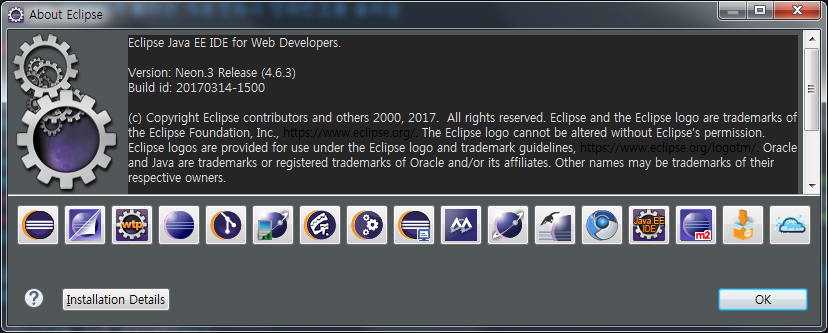 About Eclipse
Eclipse Java EE IDE for Web Developers.
Version: Neon.3 Release (4.6.3)
Build id: 20170314-1500
(c) Copyright Eclipse contributors and others 2000, 2017.  All rights reserved. Eclipse and the Eclipse logo are trademarks of
the Eclipse Foundation, Inc., https://www.eclipse.org/. The Eclipse logo cannot be altered without Eclipse's permission.
Eclipse logos are provided for use under the Eclipse logo and trademark guidelines, https://www.eclipse.org/logotm/. Oracle
and Java are trademarks or registered trademarks of Oracle and/or its affiliates. Other names may be trademarks of their
respective owners.
wtp
Java EE
IDE
m2
?
Installation Details
OK